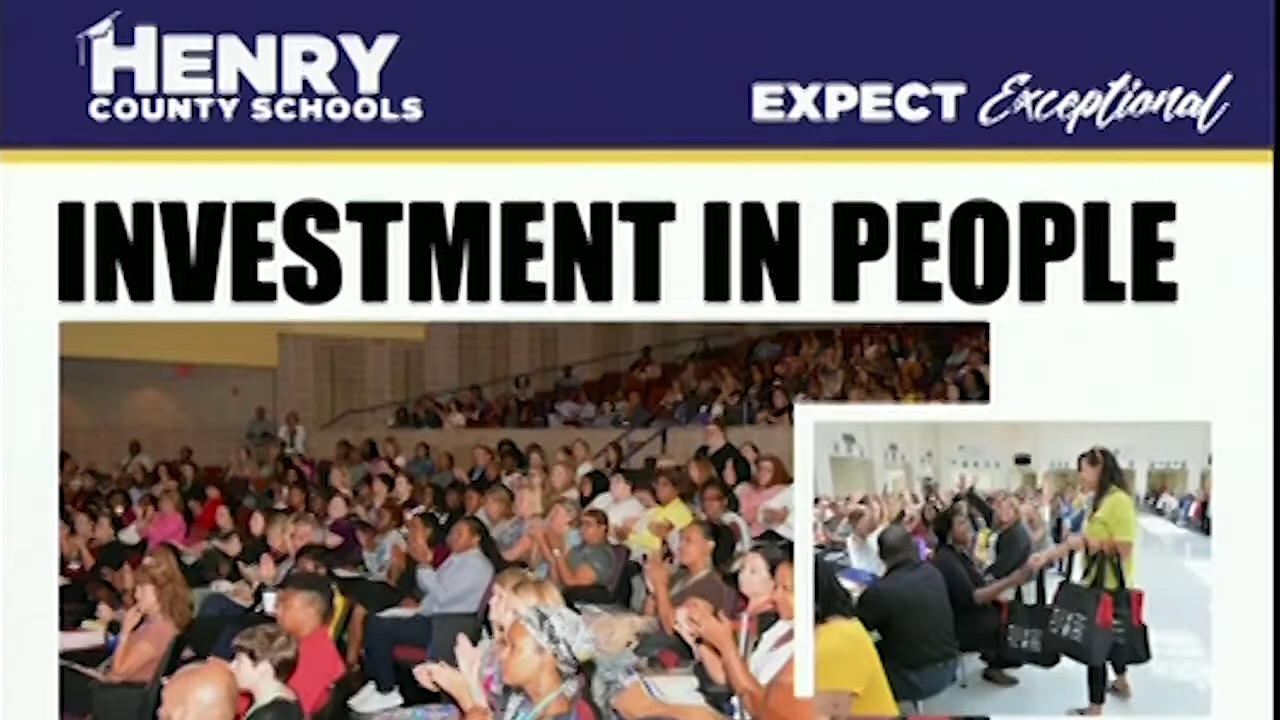 HENRY
COUNTY SCHOOLS
EXPECT Exceptional
INVESTMENT IN PEOPLE